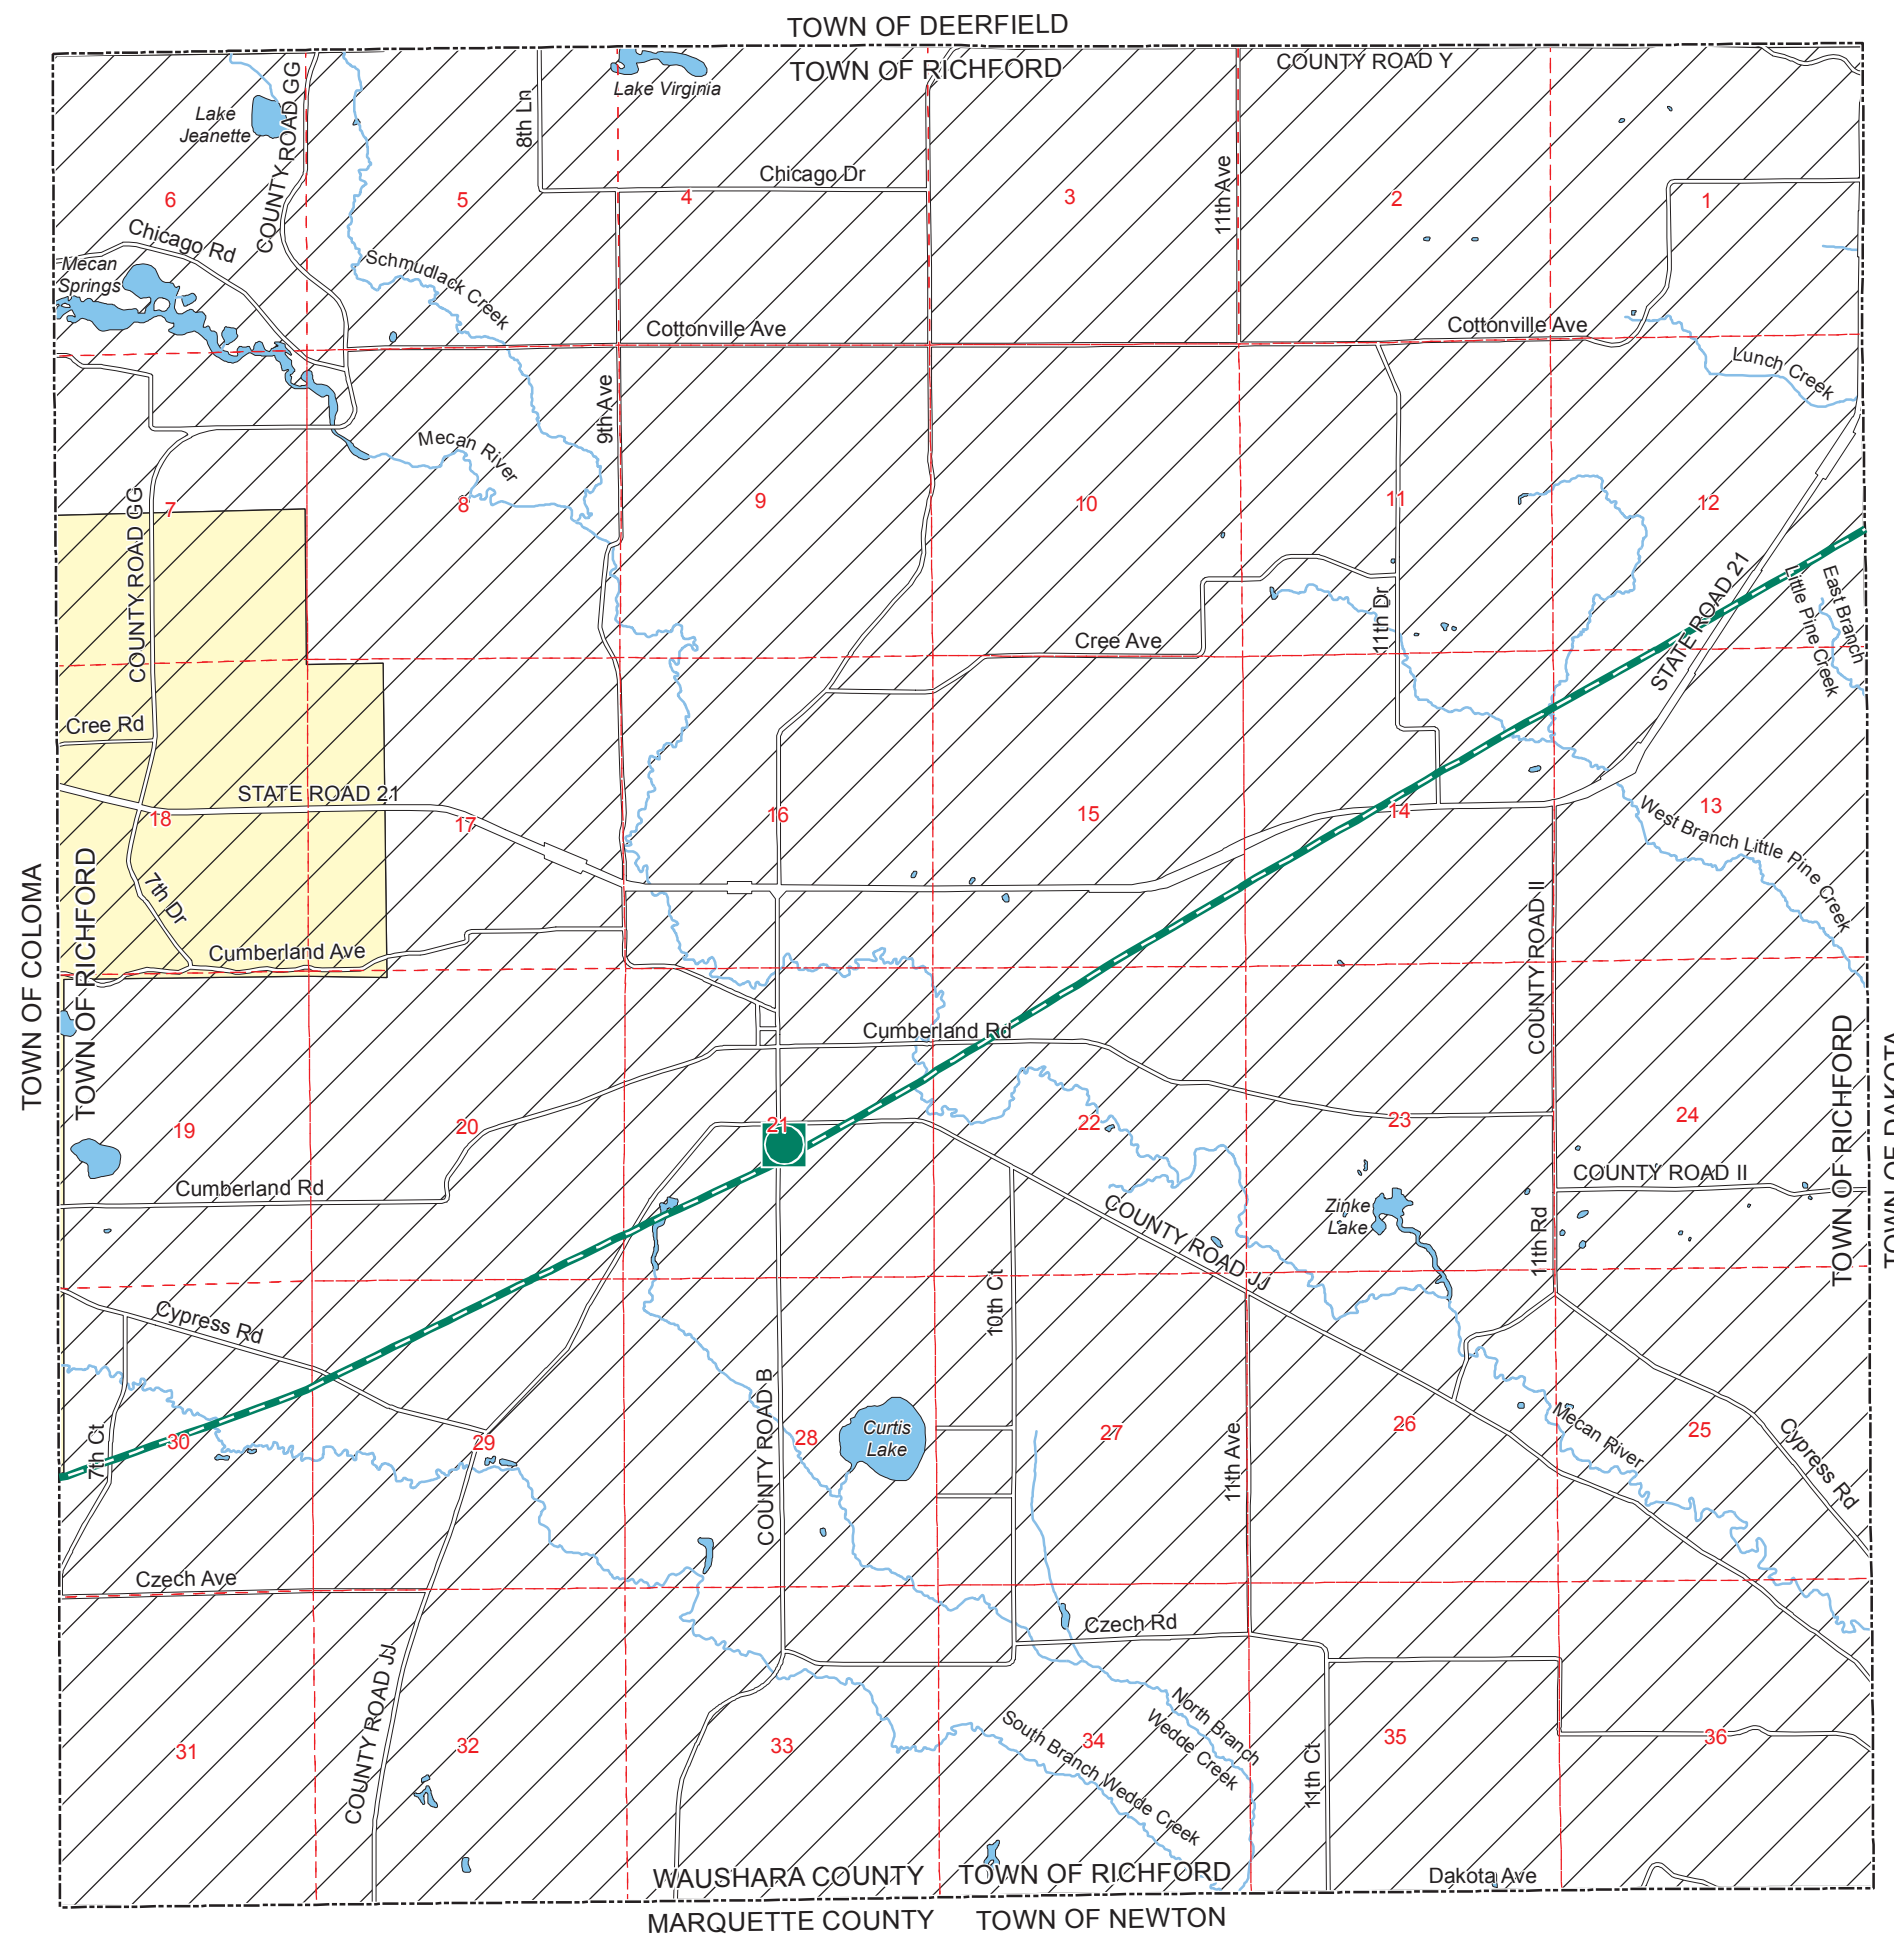 TOWN OF DEERFIELD
TOWN OF RICHFORD
COUNTY ROAD Y
Lake Virginia
Lake
Jeanette
COUNTY ROAD GG
8th Ln
Chicago Dr
11th Ave
6
5
4
3
2
1
Chicago Rd
Mecan
Springs
Schmudlack Creek
Cottonville Ave
Cottonville Ave
Lunch Creek
9th Ave
Mecan River
COUNTY ROAD GG
7
8
9
10
11
12
STATE ROAD 21
East Branch
Little Pine Creek
11th Dr
Cree Ave
Cree Rd
STATE ROAD 21
18
17
16
15
14
13
West Branch Little Pine Creek
7th Dr
Cumberland Ave
COUNTY ROAD II
TOWN OF COLOMA
TOWN OF RICHFORD
Cumberland Rd
TOWN OF RICHFORD
TOWN OF DAKOTA
19
20
21
22
23
24
Cumberland Rd
COUNTY ROAD II
COUNTY ROAD JJ
Zinke
Lake
11th Rd
10th Ct
Cypress Rd
COUNTY ROAD B
Curtis
Lake
11th Ave
Mecan River
Cypress Rd
7th Ct
30
29
28
27
26
25
Czech Ave
Czech Rd
COUNTY ROAD JJ
North Branch
Wedde Creek
South Branch Wedde Creek
11th Ct
31
32
33
34
35
36
WAUSHARA COUNTY
TOWN OF RICHFORD
Dakota Ave
MARQUETTE COUNTY
TOWN OF NEWTON